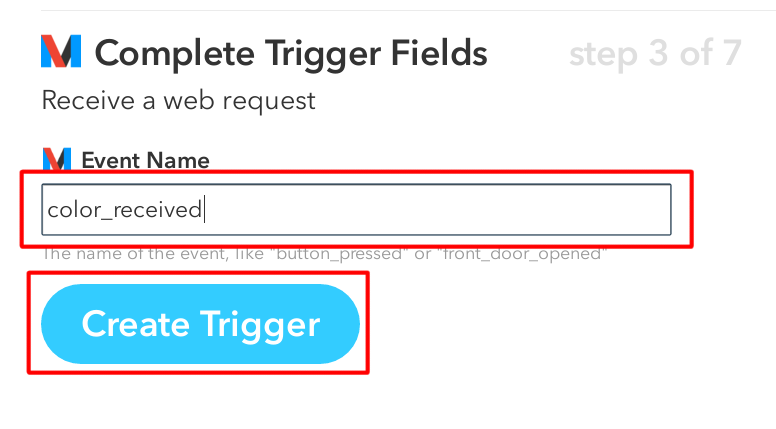 Complete Trigger Fields step 3 of 7
Receive a web request
Event Name
color_received
The name of the event, like "button_pressed" or "front_door_opened"
Create Trigger